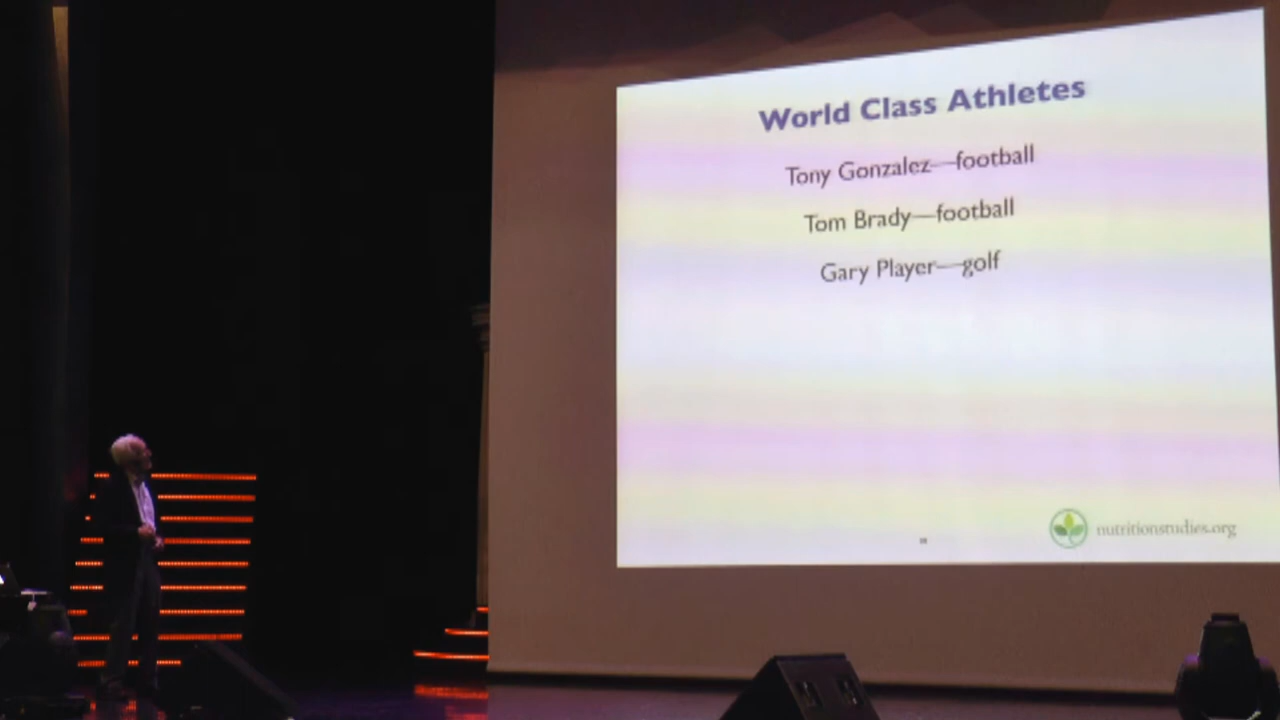 World Class Athletes
Tony Gonzalez—football
Tom Brady—football
Gary Player—golf
nutritionstudies.org